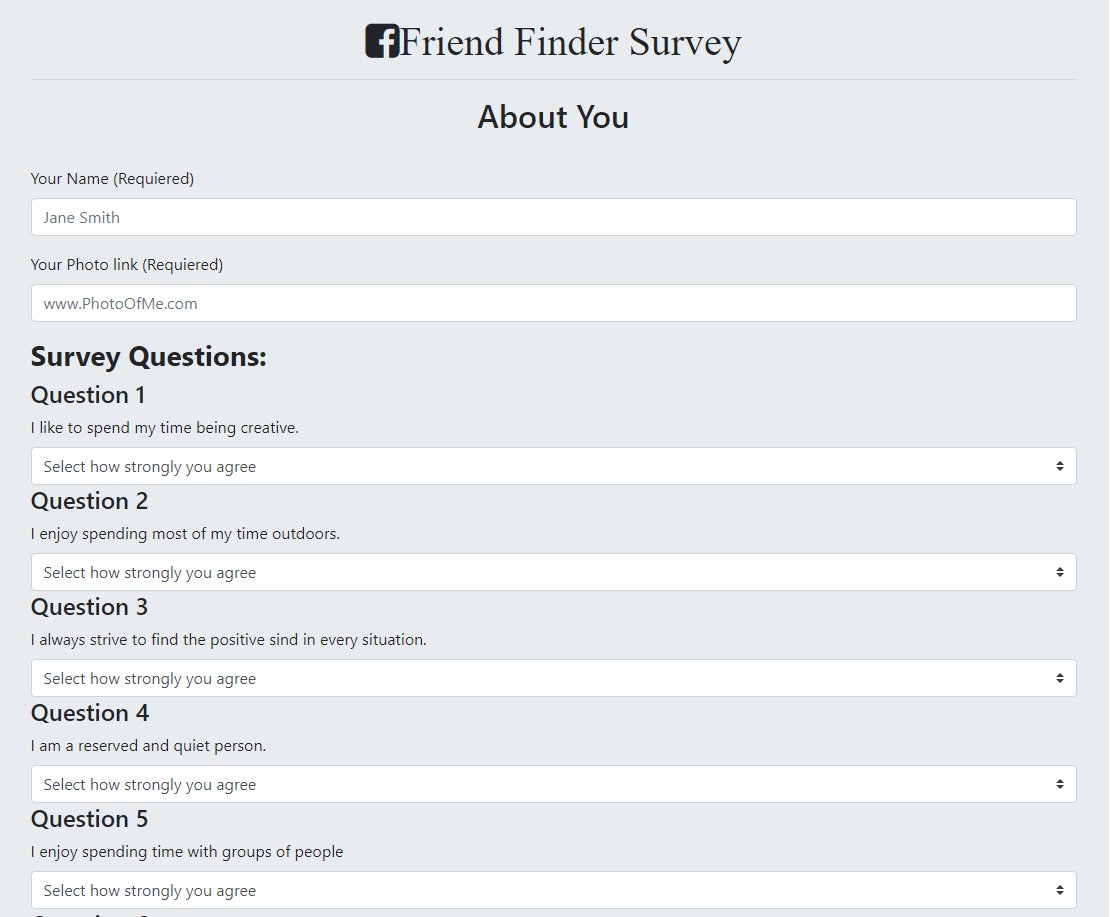 Friend Finder Survey
About You
Your Name (Requiered)
Jane Smith
Your Photo link (Requiered)
www.PhotoOfMe.com
Survey Questions:
Question 1
I like to spend my time being creative.
Select how strongly you agree
Question 2
I enjoy spending most of my time outdoors.
Select how strongly you agree
Question 3
I always strive to find the positive sind in every situation.
Select how strongly you agree
Question 4
I am a reserved and quiet person.
Select how strongly you agree
Question 5
I enjoy spending time with groups of people
Select how strongly you agree